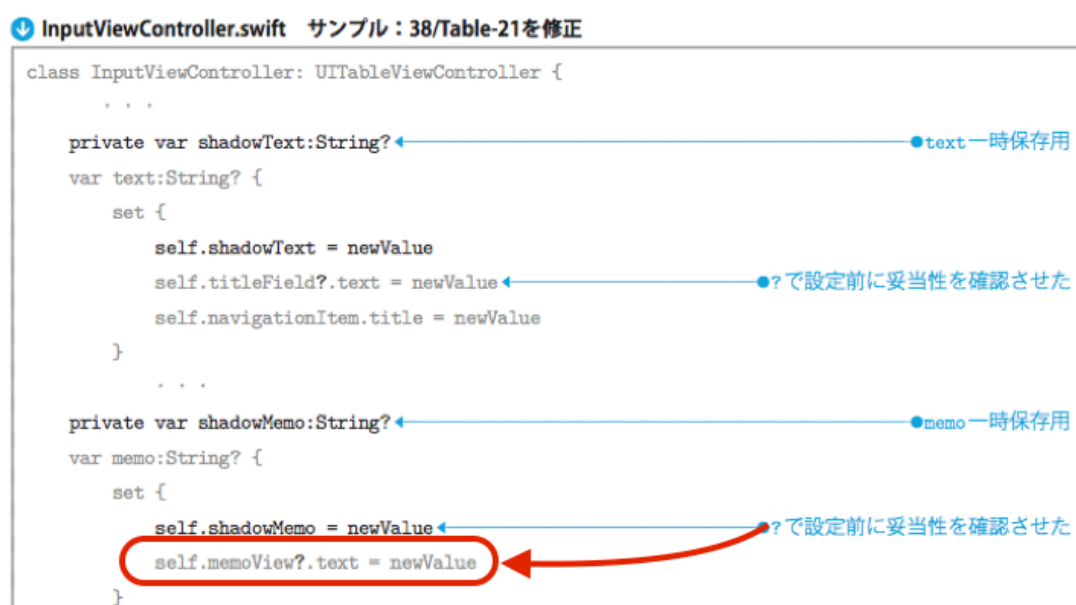 InputViewController.swift サンプル：38/Table-21を修正
class InputViewController: UITableViewController {
. . .
private var shadowText:String? text一時保存用
var text:String? {
set {
self.shadowText = newValue
self.titleField?.text = newValue ?で設定前に妥当性を確認させた
self.navigationItem.title = newValue
}
. . .
private var shadowMemo:String? memo一時保存用
var memo:String? {
set {
self.shadowMemo = newValue ?で設定前に妥当性を確認させた
self.memoView?.text = newValue
}